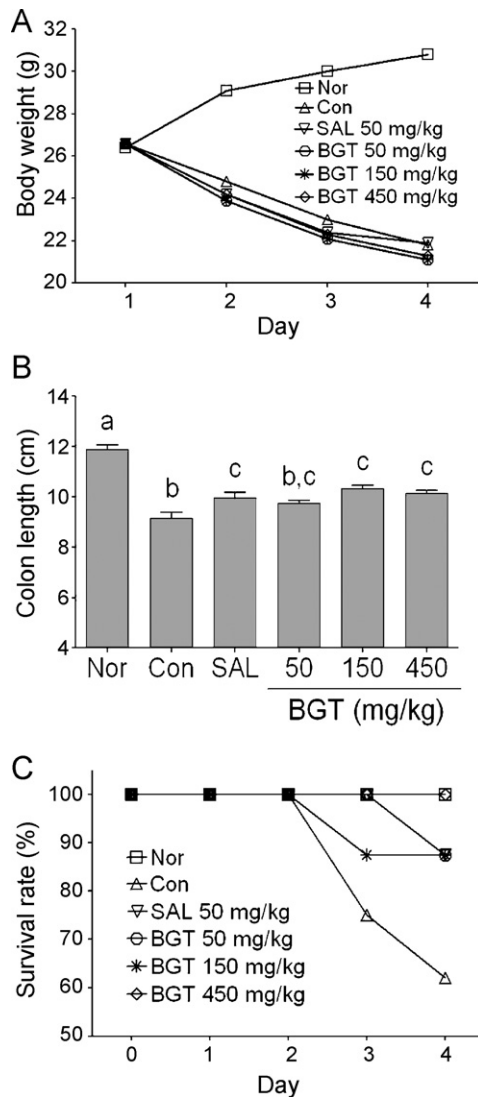 A
Body weight (g)
32
30
28
26
24
22
20
Nor
Con
SAL 50 mg/kg
BGT 50 mg/kg
BGT 150 mg/kg
BGT 450 mg/kg
1 2 3 4
Day
B
Colon length (cm)
14
12
10
8
6
4
a b c b,c c c
Nor Con SAL 50 150 450
BGT (mg/kg)
C
Survival rate (%)
100
90
80
70
60
50
Nor
Con
SAL 50 mg/kg
BGT 50 mg/kg
BGT 150 mg/kg
BGT 450 mg/kg
0 1 2 3 4
Day